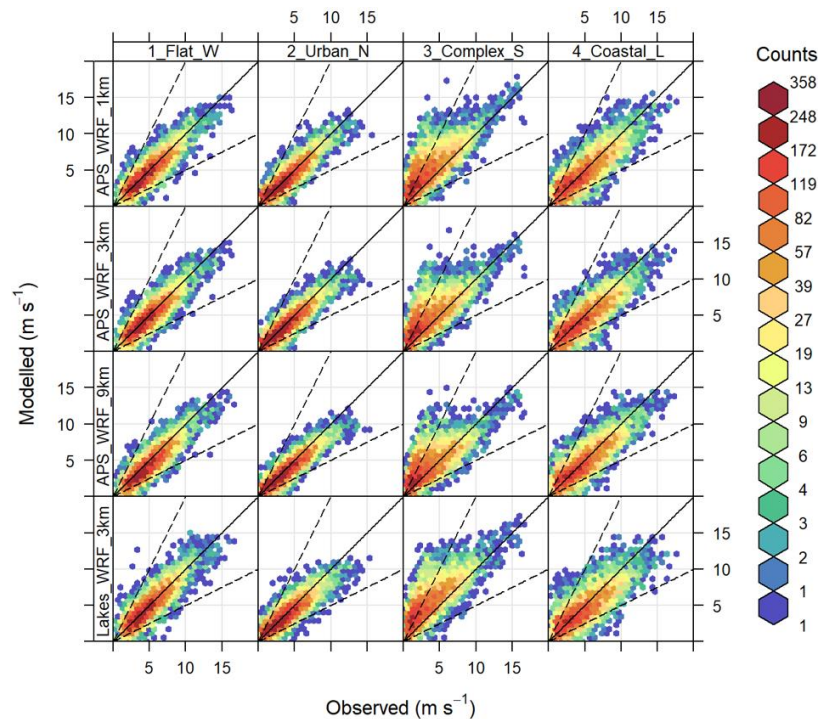 5 10 15 5 10 15
1_Flat_W 2_Urban_N 3_Complex_S 4_Coastal_L
Counts
APS_WRF_1km
15
10
5
APS_WRF_3km
15
10
5
APS_WRF_9km
15
10
5
Lakes_WRF_3km
15
10
5
Modelled (m s⁻¹)
5 10 15 5 10 15
Observed (m s⁻¹)
358
248
172
119
82
57
39
27
19
13
9
6
4
3
2
1
1